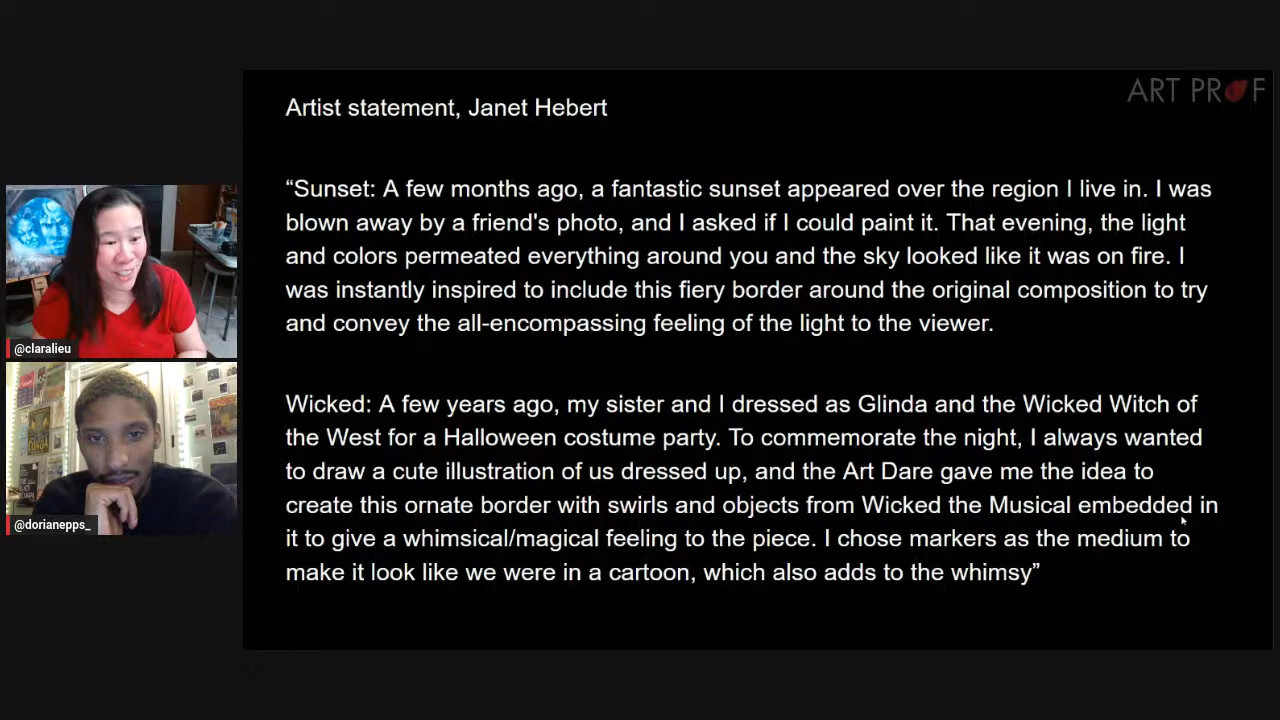 ART PROF
Artist statement, Janet Hebert
“Sunset: A few months ago, a fantastic sunset appeared over the region I live in. I was
blown away by a friend's photo, and I asked if I could paint it. That evening, the light
and colors permeated everything around you and the sky looked like it was on fire. I
was instantly inspired to include this fiery border around the original composition to try
and convey the all-encompassing feeling of the light to the viewer.
Wicked: A few years ago, my sister and I dressed as Glinda and the Wicked Witch of
the West for a Halloween costume party. To commemorate the night, I always wanted
to draw a cute illustration of us dressed up, and the Art Dare gave me the idea to
create this ornate border with swirls and objects from Wicked the Musical embedded in
it to give a whimsical/magical feeling to the piece. I chose markers as the medium to
make it look like we were in a cartoon, which also adds to the whimsy”
@claralieu
@dorianepps_